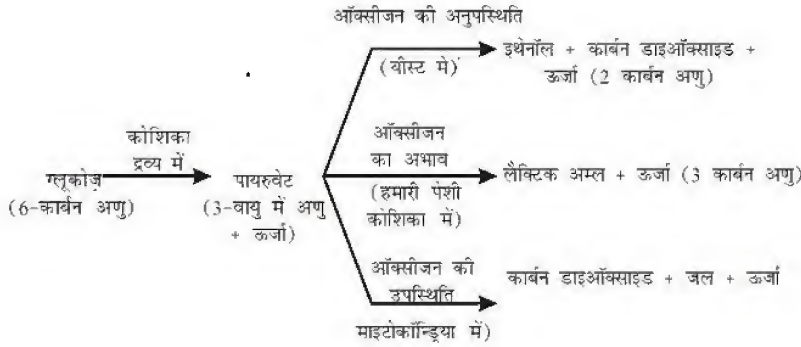 ऑक्सीजन की अनुपस्थिति
(यीस्ट में)
इथेनॉल + कार्बन डाइऑक्साइड +
ऊर्जा (2 कार्बन अणु)
कोशिका
द्रव्य में
ग्लूकोज़
(6-कार्बन अणु)
पायरुवेट
(3-वायु में अणु
+ ऊर्जा)
ऑक्सीजन
का अभाव
(हमारी पेशी
कोशिका में)
लैक्टिक अम्ल + ऊर्जा (3 कार्बन अणु)
ऑक्सीजन की
उपस्थिति
माइटोकॉन्ड्रिया में)
कार्बन डाइऑक्साइड + जल + ऊर्जा